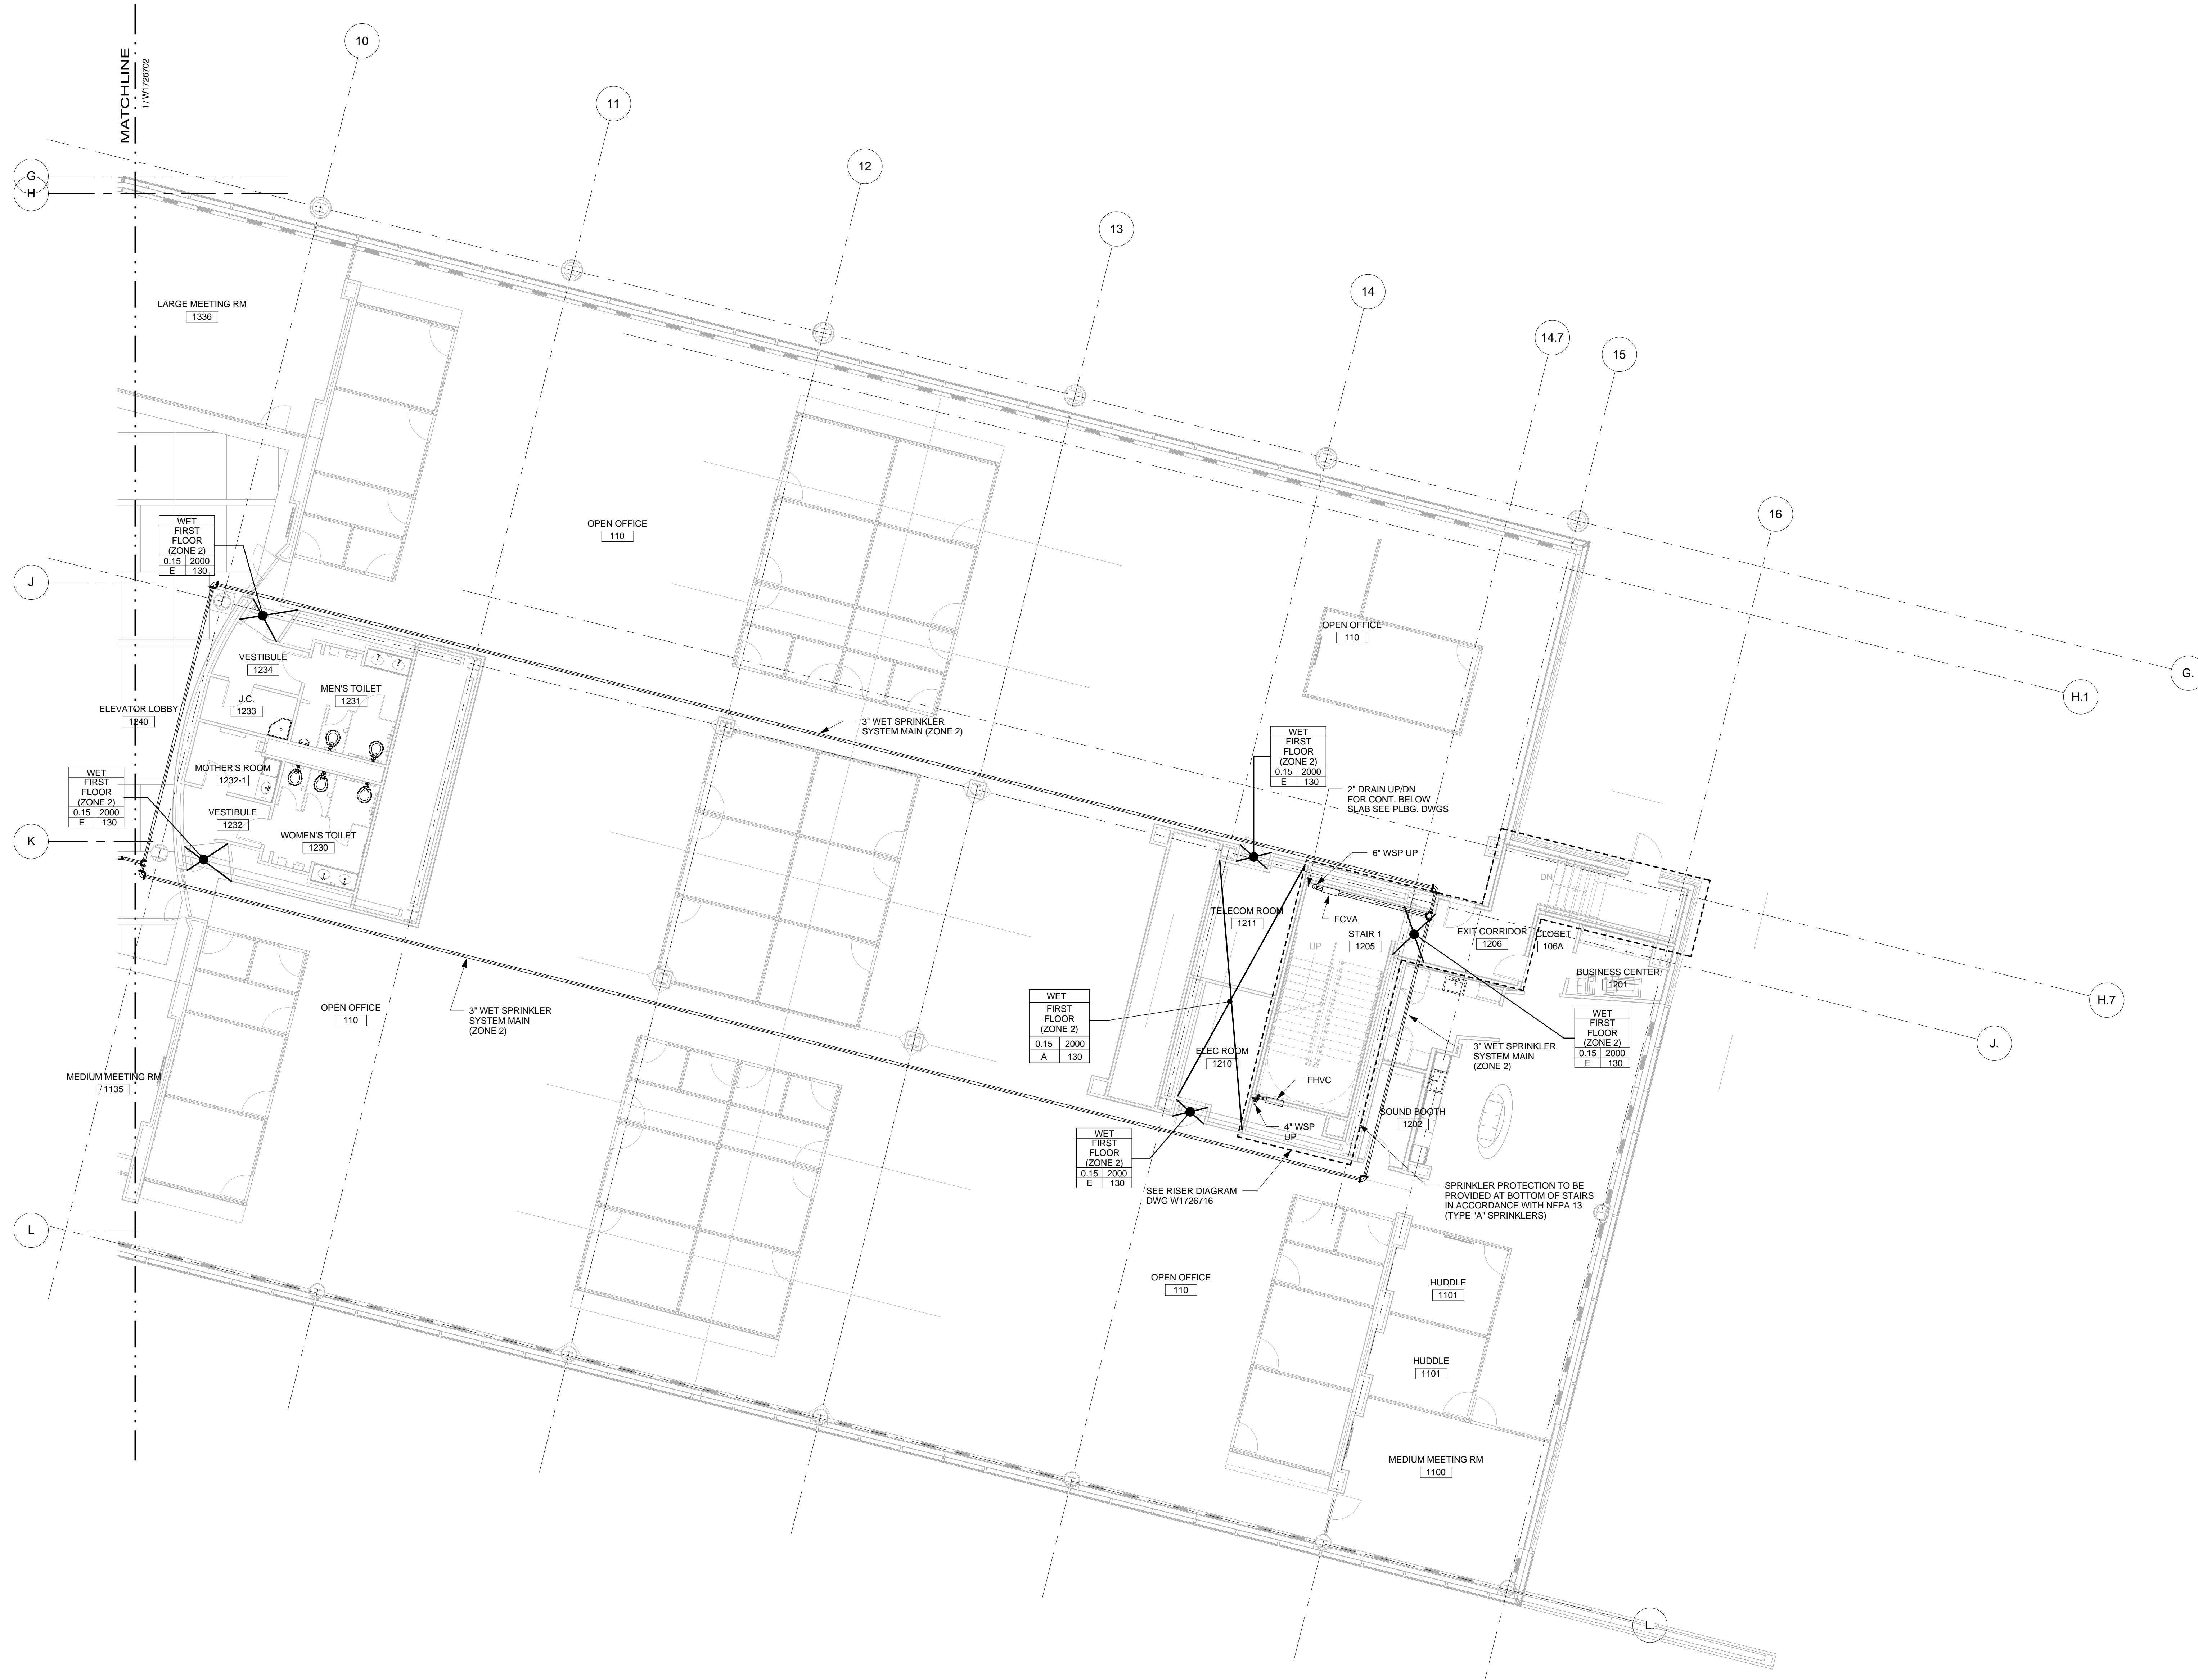 MATCHLINE
1 / W1726702
10
11
12
13
14
14.7
15
16
G
H
J
K
L
G.
H.1
H.7
J.
L.
LARGE MEETING RM
1336
OPEN OFFICE
110
WET
FIRST
FLOOR
(ZONE 2)
0.15 2000
E 130
VESTIBULE
1234
MEN'S TOILET
1231
J.C.
1233
ELEVATOR LOBBY
1240
MOTHER'S ROOM
1232-1
VESTIBULE
1232
WOMEN'S TOILET
1230
WET
FIRST
FLOOR
(ZONE 2)
0.15 2000
E 130
3" WET SPRINKLER
SYSTEM MAIN (ZONE 2)
OPEN OFFICE
110
WET
FIRST
FLOOR
(ZONE 2)
0.15 2000
E 130
2" DRAIN UP/DN
FOR CONT. BELOW
SLAB SEE PLBG. DWGS
6" WSP UP
FCVA
TELECOM ROOM
1211
STAIR 1
1205
UP
DN
EXIT CORRIDOR
1206
CLOSET
106A
BUSINESS CENTER
1201
WET
FIRST
FLOOR
(ZONE 2)
0.15 2000
A 130
WET
FIRST
FLOOR
(ZONE 2)
0.15 2000
E 130
3" WET SPRINKLER
SYSTEM MAIN
(ZONE 2)
OPEN OFFICE
110
3" WET SPRINKLER
SYSTEM MAIN
(ZONE 2)
ELEC ROOM
1210
FHVC
MEDIUM MEETING RM
1135
SOUND BOOTH
1202
4" WSP
UP
WET
FIRST
FLOOR
(ZONE 2)
0.15 2000
E 130
SEE RISER DIAGRAM
DWG W1726716
SPRINKLER PROTECTION TO BE
PROVIDED AT BOTTOM OF STAIRS
IN ACCORDANCE WITH NFPA 13
(TYPE "A" SPRINKLERS)
OPEN OFFICE
110
HUDDLE
1101
HUDDLE
1101
MEDIUM MEETING RM
1100